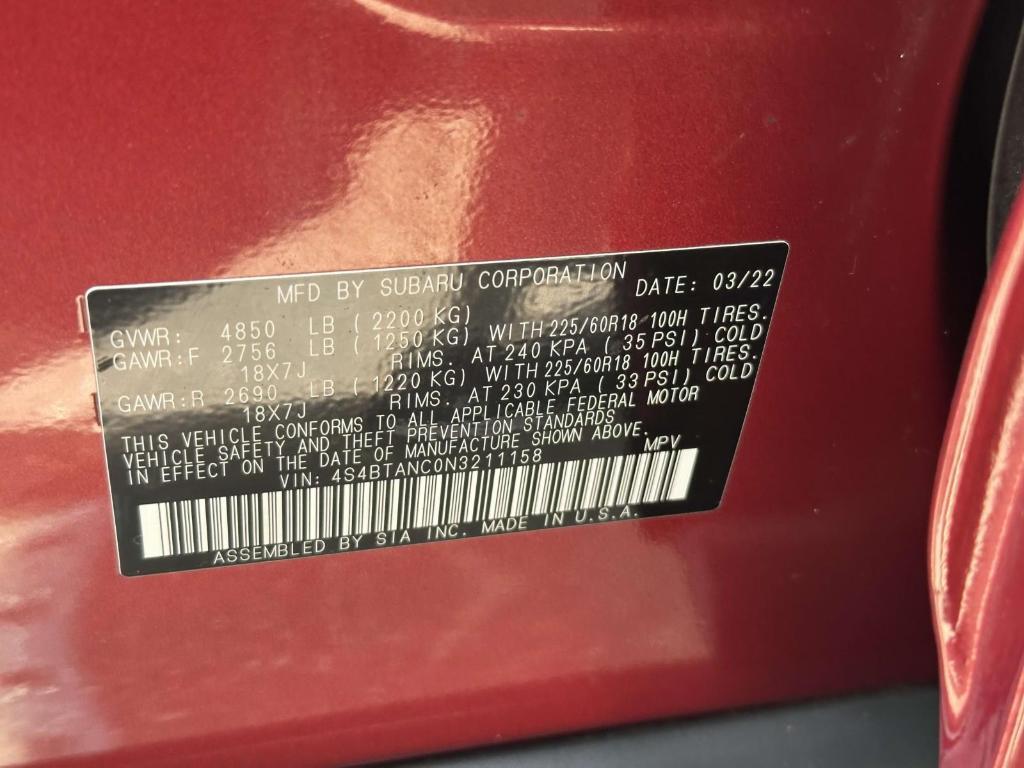 MFD BY SUBARU CORPORATION DATE: 03/22
GVWR: 4850 LB ( 2200 KG)
GAWR:F 2756 LB ( 1250 KG) WITH 225/60R18 100H TIRES.
18X7J RIMS. AT 240 KPA ( 35 PSI) COLD
GAWR:R 2690 LB ( 1220 KG) WITH 225/60R18 100H TIRES.
18X7J RIMS. AT 230 KPA ( 33 PSI) COLD
THIS VEHICLE CONFORMS TO ALL APPLICABLE FEDERAL MOTOR
VEHICLE SAFETY AND THEFT PREVENTION STANDARDS
IN EFFECT ON THE DATE OF MANUFACTURE SHOWN ABOVE.
VIN: 4S4BTANC0N3211158 MPV
ASSEMBLED BY SIA INC. MADE IN U.S.A.